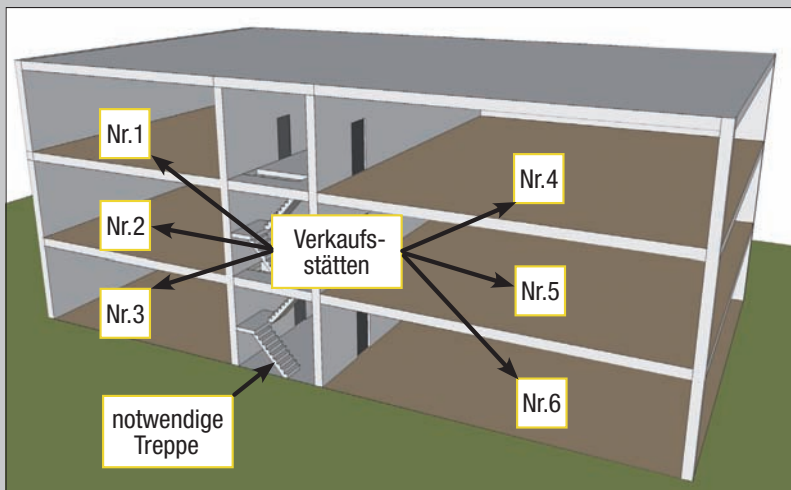 Nr.1
Nr.2
Nr.3
Verkaufs-
stätten
Nr.4
Nr.5
Nr.6
notwendige
Treppe